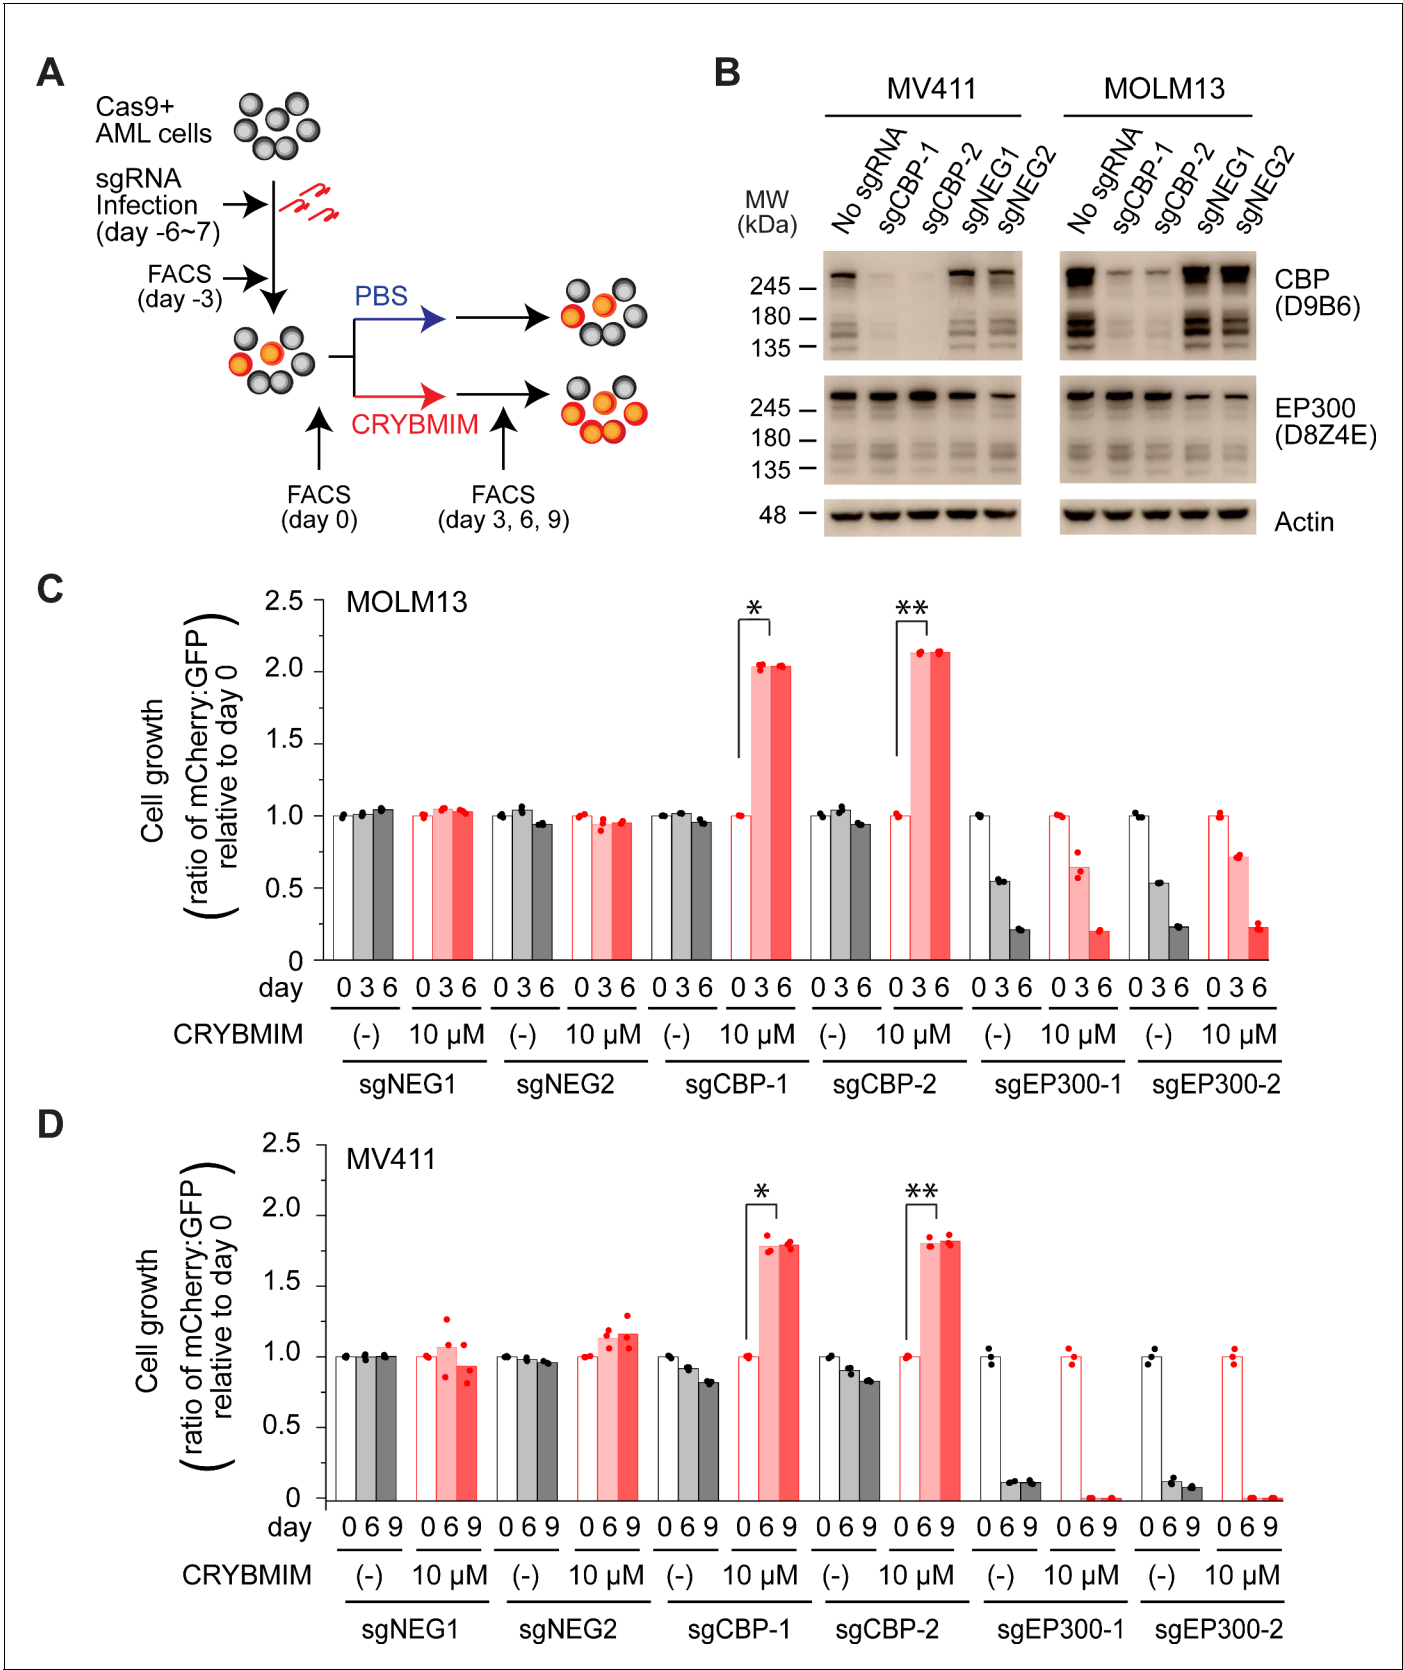 A
Cas9+
AML cells
sgRNA
Infection
(day -6~7)
FACS
(day -3)
PBS
CRYBMIM
FACS
(day 0)
FACS
(day 3, 6, 9)
B
MV411
MOLM13
MW
(kDa)
No sgRNA
sgCBP-1
sgCBP-2
sgNEG1
sgNEG2
No sgRNA
sgCBP-1
sgCBP-2
sgNEG1
sgNEG2
245
180
135
CBP
(D9B6)
245
180
135
EP300
(D8Z4E)
48
Actin
C
MOLM13
Cell growth
(ratio of mCherry:GFP
relative to day 0)
2.5
2.0
1.5
1.0
0.5
0
*
**
day 0 3 6 0 3 6 0 3 6 0 3 6 0 3 6 0 3 6 0 3 6 0 3 6 0 3 6 0 3 6 0 3 6 0 3 6
CRYBMIM (-) 10 µM (-) 10 µM (-) 10 µM (-) 10 µM (-) 10 µM (-) 10 µM
sgNEG1 sgNEG2 sgCBP-1 sgCBP-2 sgEP300-1 sgEP300-2
D
MV411
Cell growth
(ratio of mCherry:GFP
relative to day 0)
2.5
2.0
1.5
1.0
0.5
0
*
**
day 0 6 9 0 6 9 0 6 9 0 6 9 0 6 9 0 6 9 0 6 9 0 6 9 0 6 9 0 6 9 0 6 9 0 6 9
CRYBMIM (-) 10 µM (-) 10 µM (-) 10 µM (-) 10 µM (-) 10 µM (-) 10 µM
sgNEG1 sgNEG2 sgCBP-1 sgCBP-2 sgEP300-1 sgEP300-2